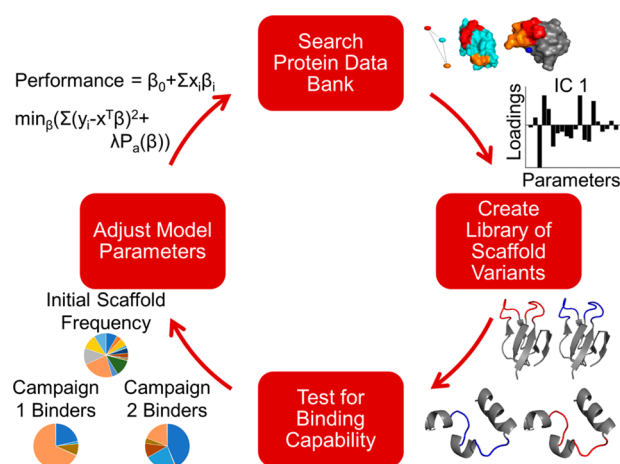 Search
Protein Data
Bank
Performance = β₀+Σxᵢβᵢ
minᵦ(Σ(yᵢ-xᵀβ)²+
λPₐ(β))
IC 1
Loadings
Parameters
Create
Library of
Scaffold
Variants
Adjust Model
Parameters
Initial Scaffold
Frequency
Campaign
1 Binders
Campaign
2 Binders
Test for
Binding
Capability